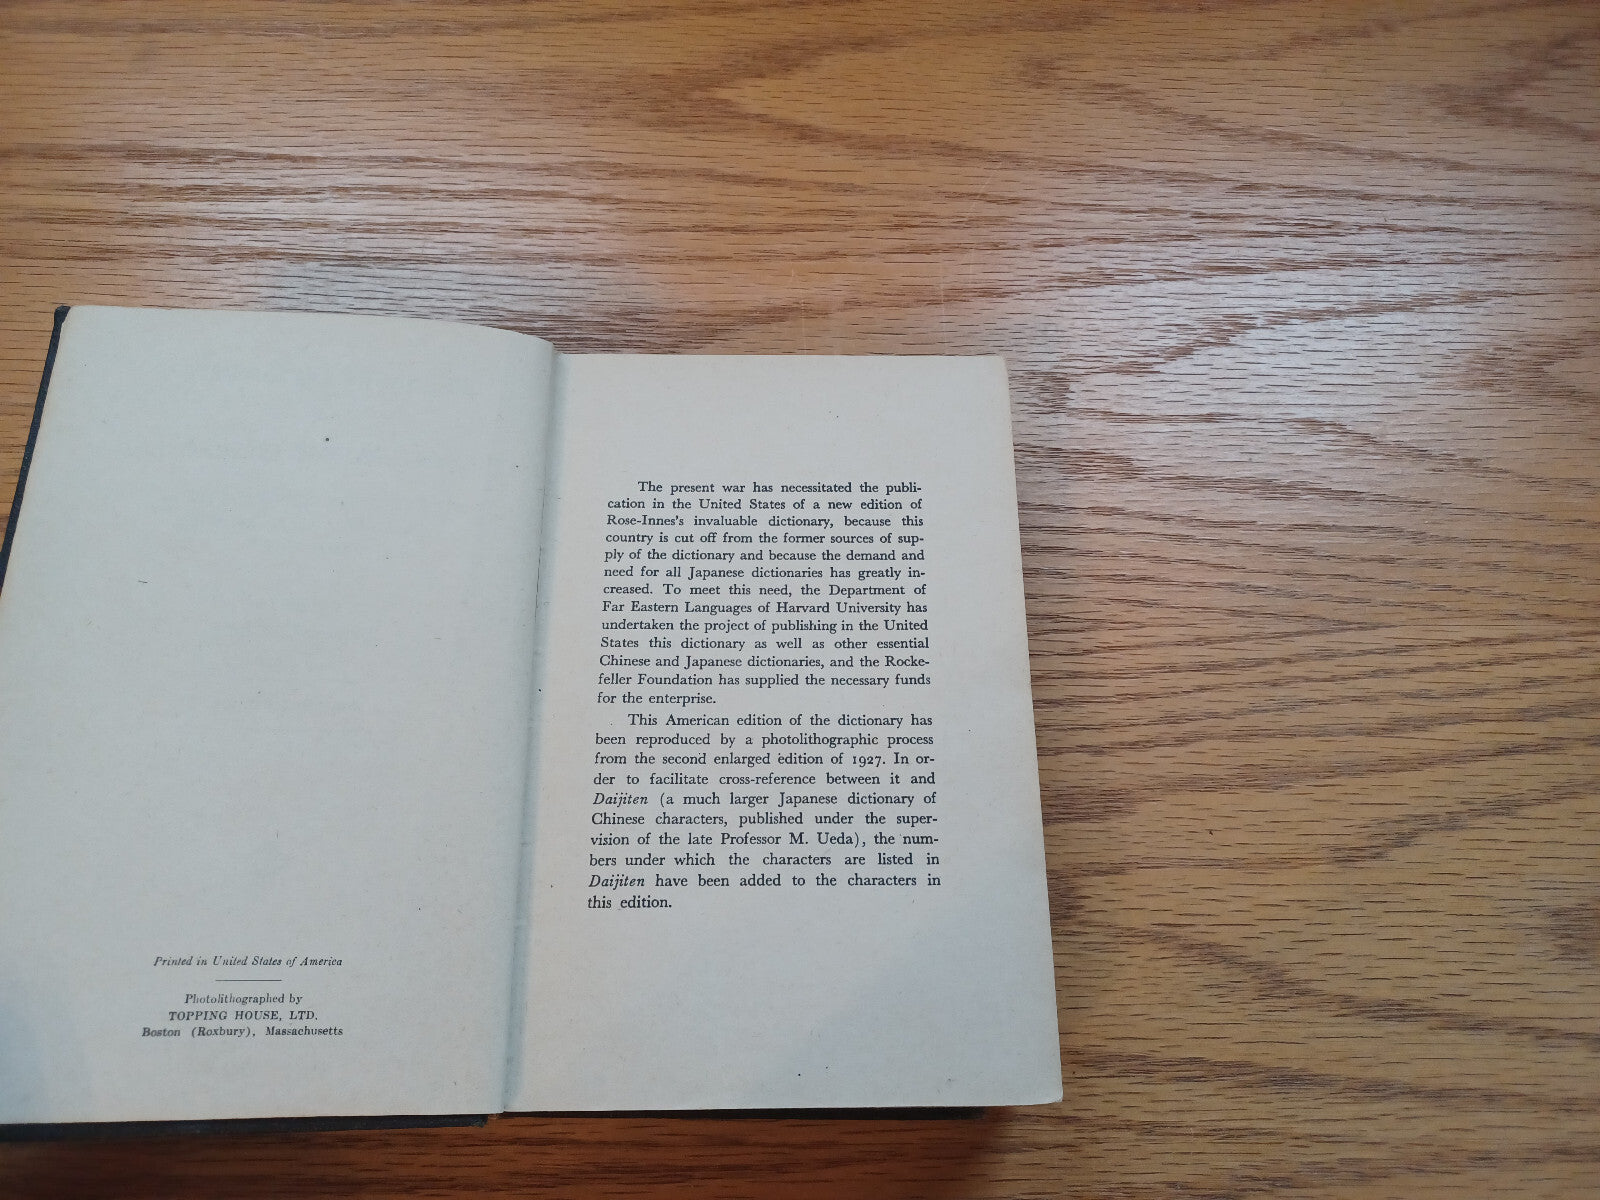 Printed in United States of America
Photolithographed by
TOPPING HOUSE, LTD.
Boston (Roxbury), Massachusetts
The present war has necessitated the publi-
cation in the United States of a new edition of
Rose-Innes's invaluable dictionary, because this
country is cut off from the former sources of sup-
ply of the dictionary and because the demand and
need for all Japanese dictionaries has greatly in-
creased. To meet this need, the Department of
Far Eastern Languages of Harvard University has
undertaken the project of publishing in the United
States this dictionary as well as other essential
Chinese and Japanese dictionaries, and the Rocke-
feller Foundation has supplied the necessary funds
for the enterprise.
This American edition of the dictionary has
been reproduced by a photolithographic process
from the second enlarged edition of 1927. In or-
der to facilitate cross-reference between it and
Daijiten (a much larger Japanese dictionary of
Chinese characters, published under the super-
vision of the late Professor M. Ueda), the num-
bers under which the characters are listed in
Daijiten have been added to the characters in
this edition.